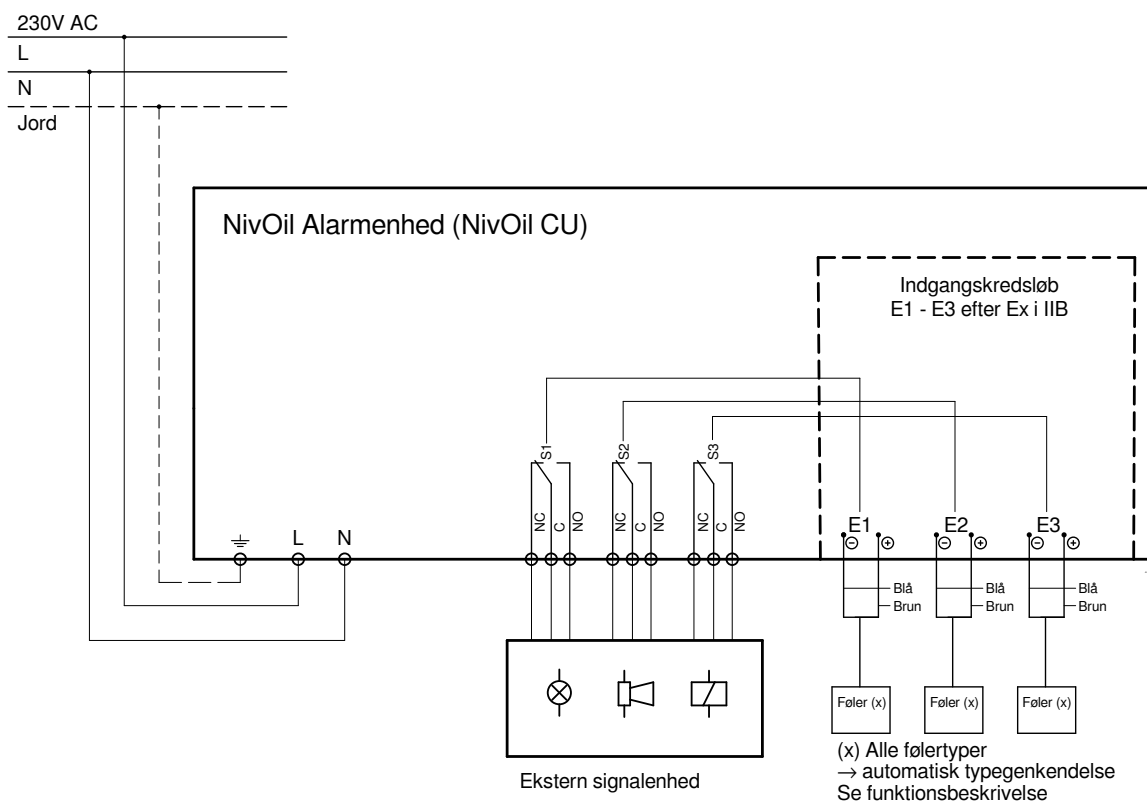 230V AC
L
N
Jord
NivOil Alarmenhed (NivOil CU)
Indgangskredsløb
E1 - E3 efter Ex i IIB
S1
S2
S3
NC
C
NO
NC
C
NO
NC
C
NO
L
N
E1
E2
E3
Blå
Brun
Blå
Brun
Blå
Brun
Føler (x)
Føler (x)
Føler (x)
Ekstern signalenhed
(x) Alle følertyper
→ automatisk typegenkendelse
Se funktionsbeskrivelse